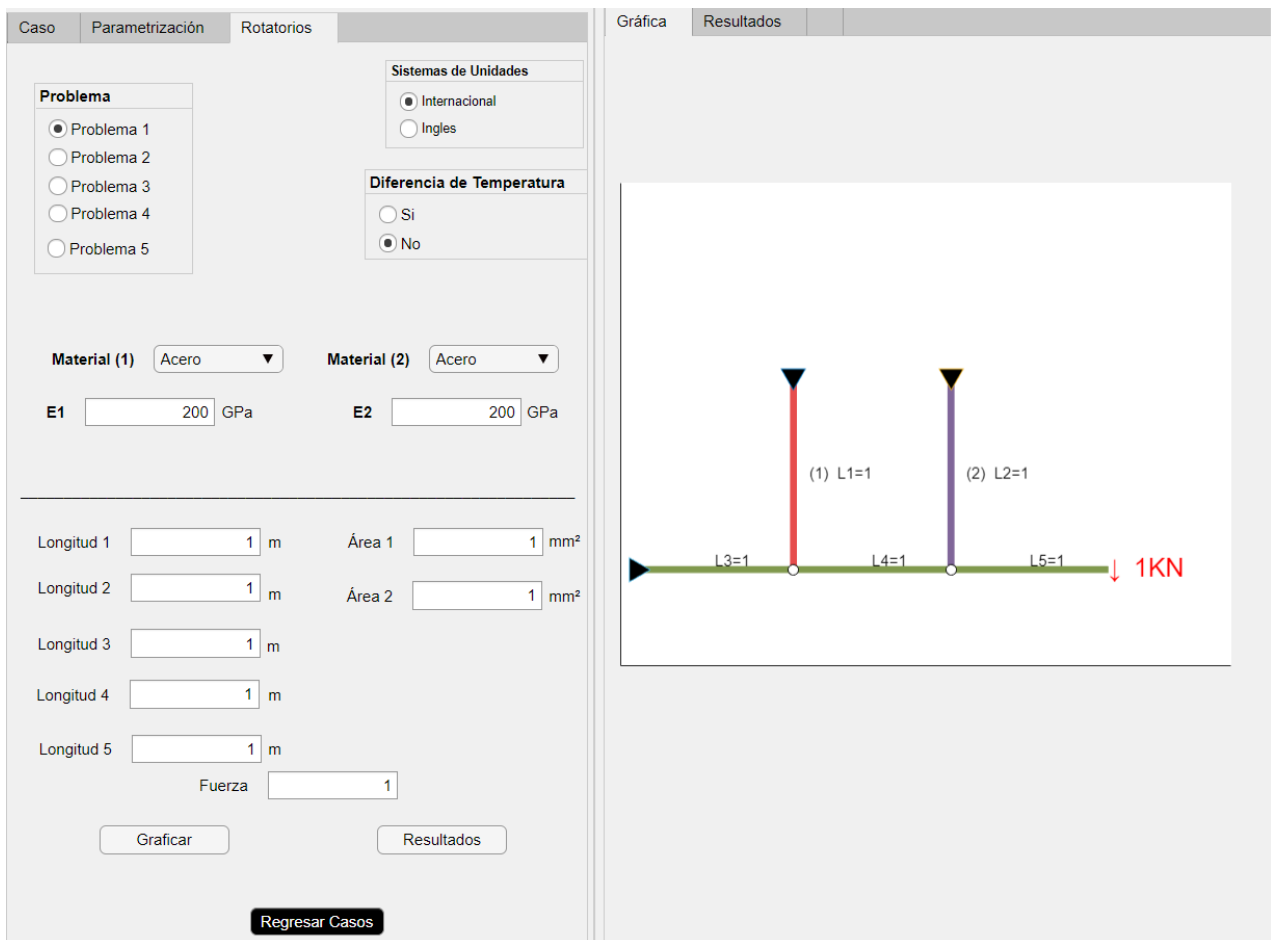 Caso Parametrización Rotatorios
Problema
Problema 1
Problema 2
Problema 3
Problema 4
Problema 5
Sistemas de Unidades
Internacional
Ingles
Diferencia de Temperatura
Si
No
Material (1) Acero ▼ Material (2) Acero ▼
E1 200 GPa E2 200 GPa
Longitud 1 1 m Área 1 1 mm²
Longitud 2 1 m Área 2 1 mm²
Longitud 3 1 m
Longitud 4 1 m
Longitud 5 1 m
Fuerza 1
Graficar Resultados
Regresar Casos
Gráfica Resultados
(1) L1=1 (2) L2=1
L3=1 L4=1 L5=1 ↓ 1KN